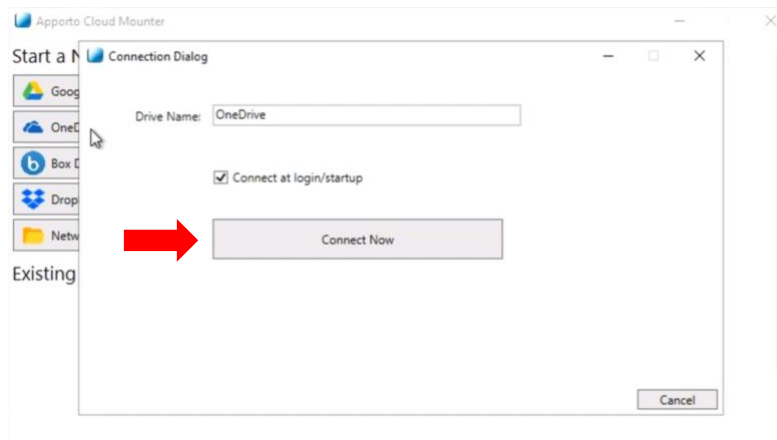 Apporto Cloud Mounter
Start a N
Connection Dialog
Goog
Drive Name: OneDrive
OneD
Box D
Connect at login/startup
Drop
Netw
Connect Now
Existing
Cancel